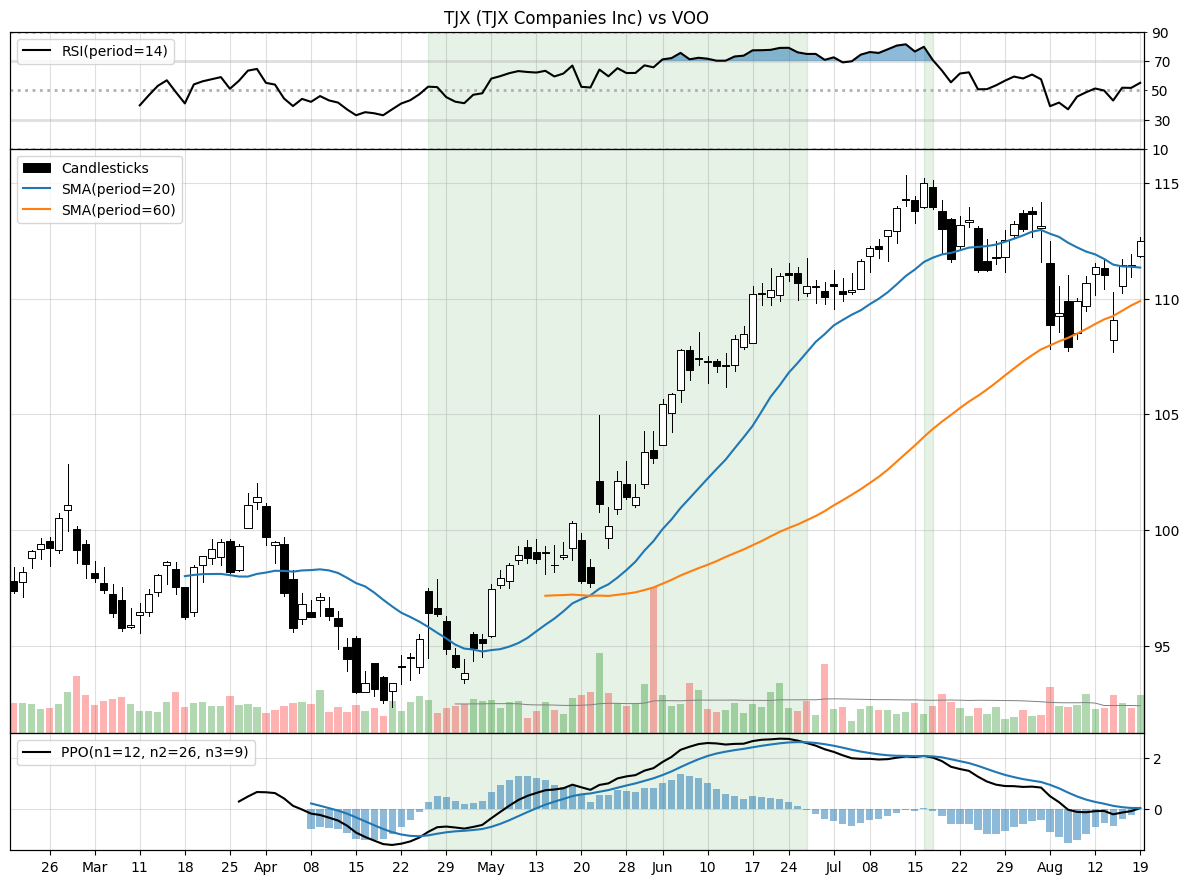 TJX (TJX Companies Inc) vs VOO
RSI(period=14)
90
70
50
30
10
Candlesticks
SMA(period=20)
SMA(period=60)
115
110
105
100
95
PPO(n1=12, n2=26, n3=9)
2
0
26 Mar 11 18 25 Apr 08 15 22 29 May 13 20 28 Jun 10 17 24 Jul 08 15 22 29 Aug 12 19